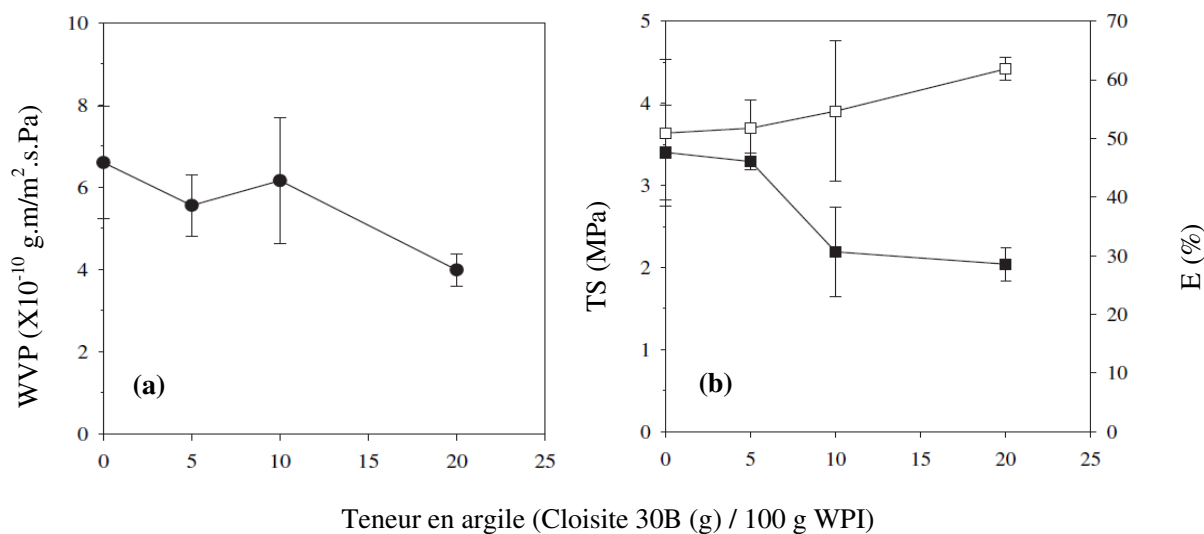 WVP (X10⁻¹⁰ g.m/m².s.Pa)
10
8
6
4
2
0
(a)
0 5 10 15 20 25
TS (MPa)
5
4
3
2
1
0
(b)
0 5 10 15 20 25
70
60
50
40
30
20
10
0
E (%)
Teneur en argile (Cloisite 30B (g) / 100 g WPI)